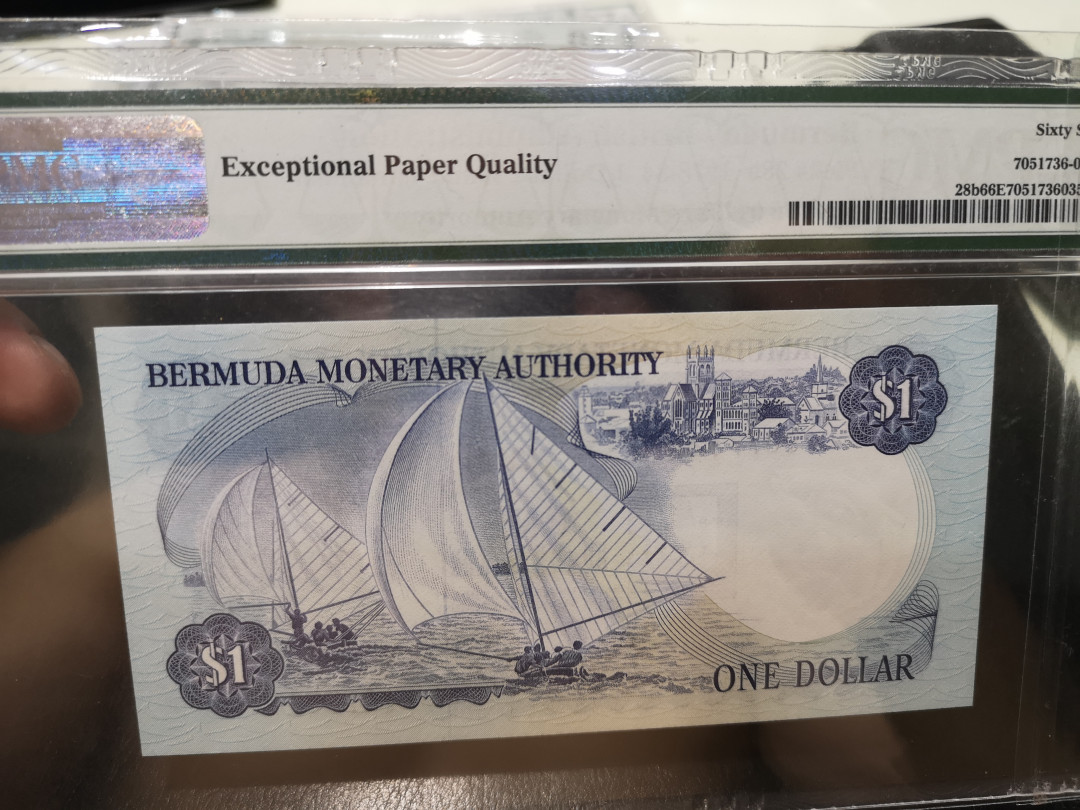 Exceptional Paper Quality
Sixty S
7051736-0
28b66E705173603
BERMUDA MONETARY AUTHORITY
$1
$1
ONE DOLLAR